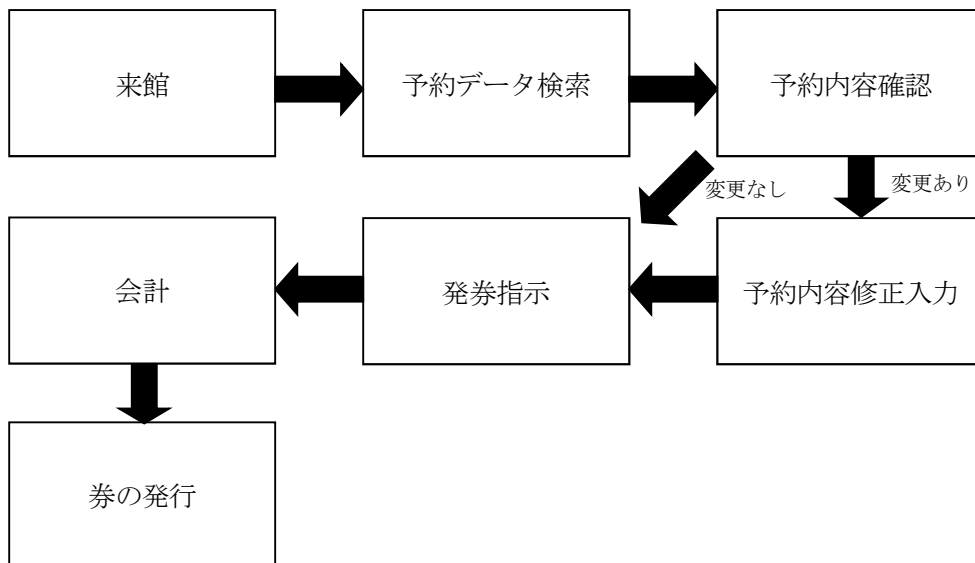 来館
予約データ検索
予約内容確認
変更なし
変更あり
会計
発券指示
予約内容修正入力
券の発行